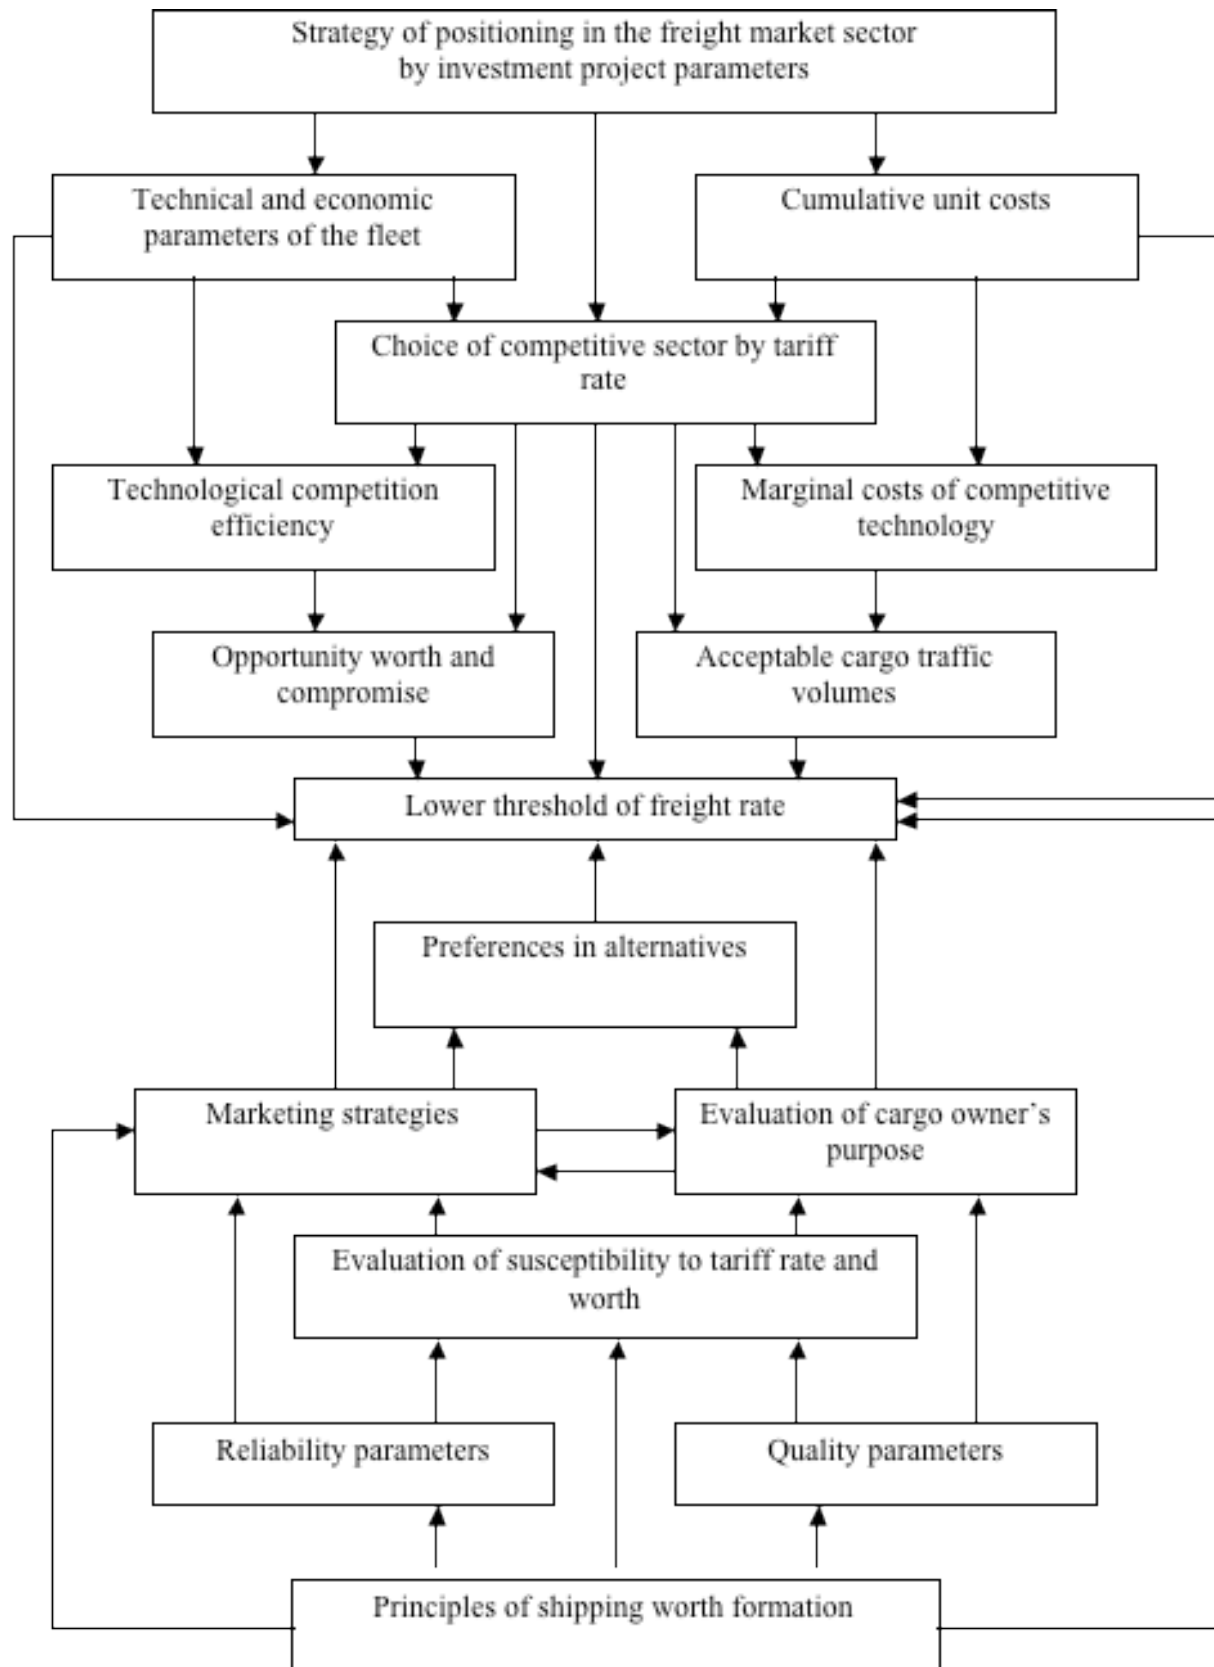 Strategy of positioning in the freight market sector
by investment project parameters
Technical and economic
parameters of the fleet
Cumulative unit costs
Choice of competitive sector by tariff
rate
Technological competition
efficiency
Marginal costs of competitive
technology
Opportunity worth and
compromise
Acceptable cargo traffic
volumes
Lower threshold of freight rate
Preferences in alternatives
Marketing strategies
Evaluation of cargo owner’s
purpose
Evaluation of susceptibility to tariff rate and
worth
Reliability parameters
Quality parameters
Principles of shipping worth formation